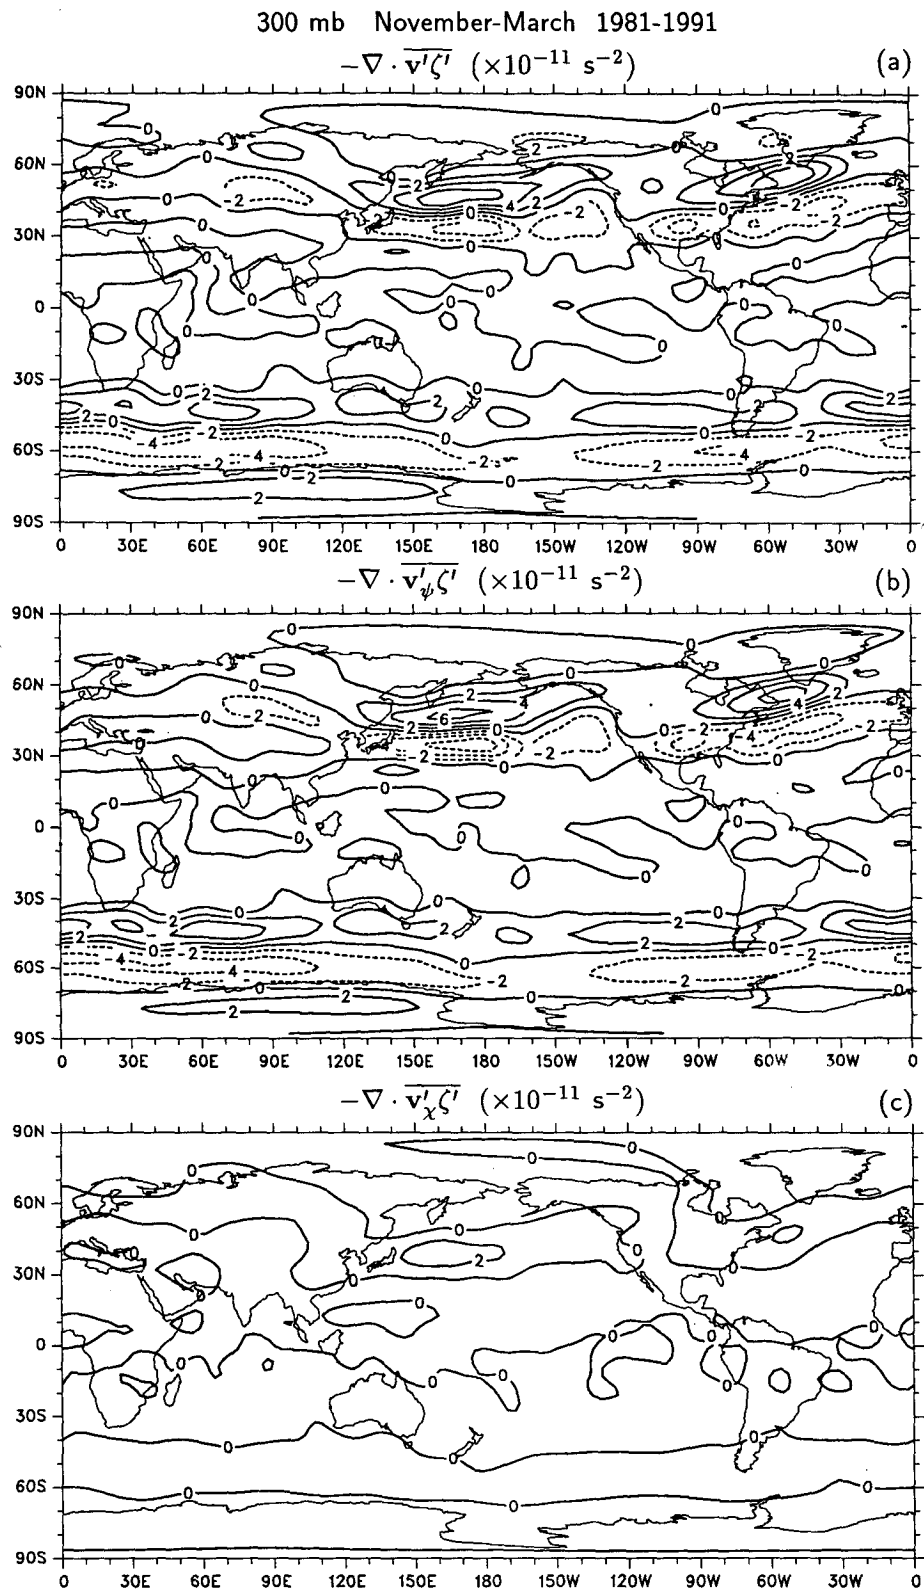 300 mb November-March 1981-1991
−∇ · v′ζ′ (×10⁻¹¹ s⁻²) (a)
90N
60N
30N
0
30S
60S
90S
0 30E 60E 90E 120E 150E 180 150W 120W 90W 60W 30W 0
−∇ · v′ψζ′ (×10⁻¹¹ s⁻²) (b)
90N
60N
30N
0
30S
60S
90S
0 30E 60E 90E 120E 150E 180 150W 120W 90W 60W 30W 0
−∇ · v′χζ′ (×10⁻¹¹ s⁻²) (c)
90N
60N
30N
0
30S
60S
90S
0 30E 60E 90E 120E 150E 180 150W 120W 90W 60W 30W 0